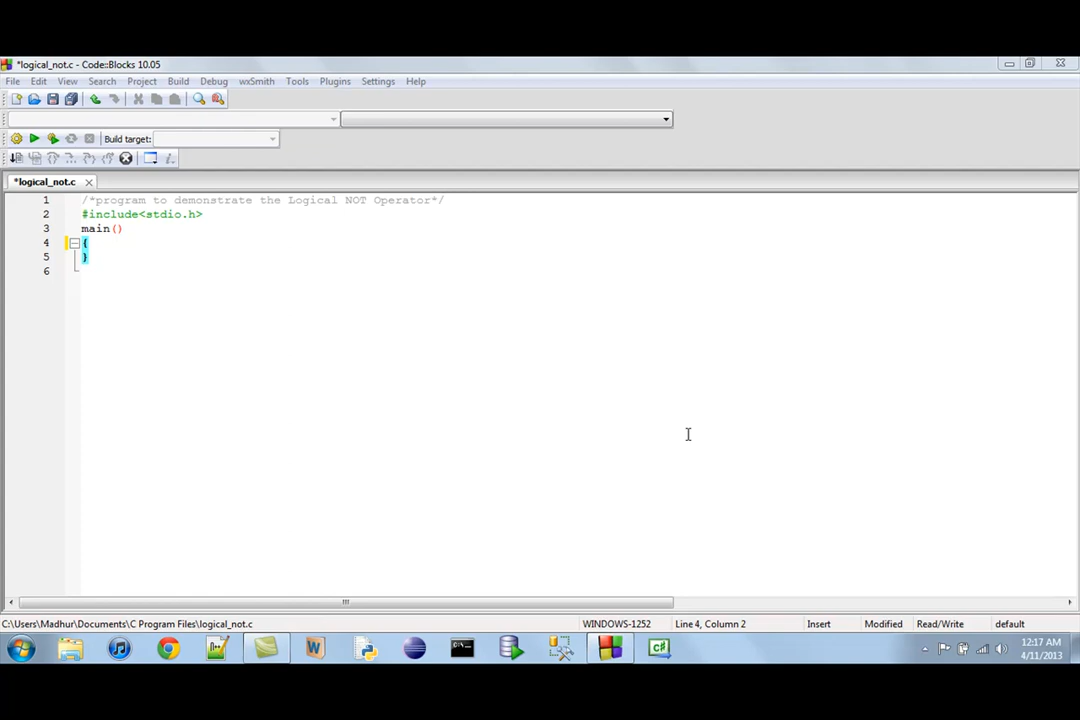 *logical_not.c - Code::Blocks 10.05
File Edit View Search Project Build Debug wxSmith Tools Plugins Settings Help
Build target:
*logical_not.c
1 /*program to demonstrate the Logical NOT Operator*/
2 #include<stdio.h>
3 main()
4 {
5 }
6
C:\Users\Madhur\Documents\C Program Files\logical_not.c WINDOWS-1252 Line 4, Column 2 Insert Modified Read/Write default
12:17 AM
4/11/2013